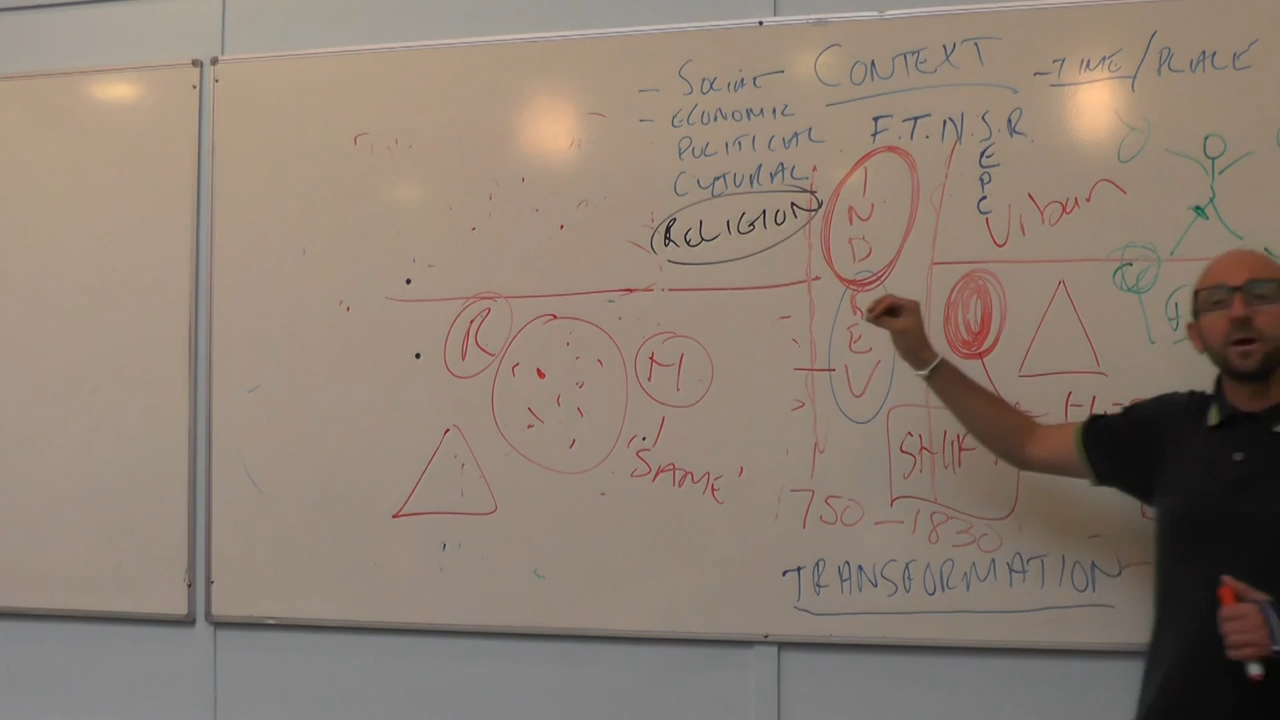 CONTEXT
- TIME/PLACE
- SOCIAL
- ECONOMIC
POLITICAL
CULTURAL
RELIGION
F.T.N.S.R.
E
P
C
I
N
D
R
E
V
Urban
R
M
'SAME'
SHIFT
1750-1830
TRANSFORMATION